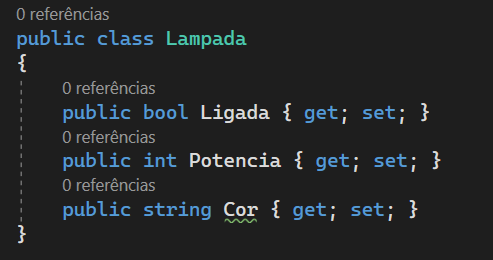 0 referências
public class Lampada
{
0 referências
public bool Ligada { get; set; }
0 referências
public int Potencia { get; set; }
0 referências
public string Cor { get; set; }
}